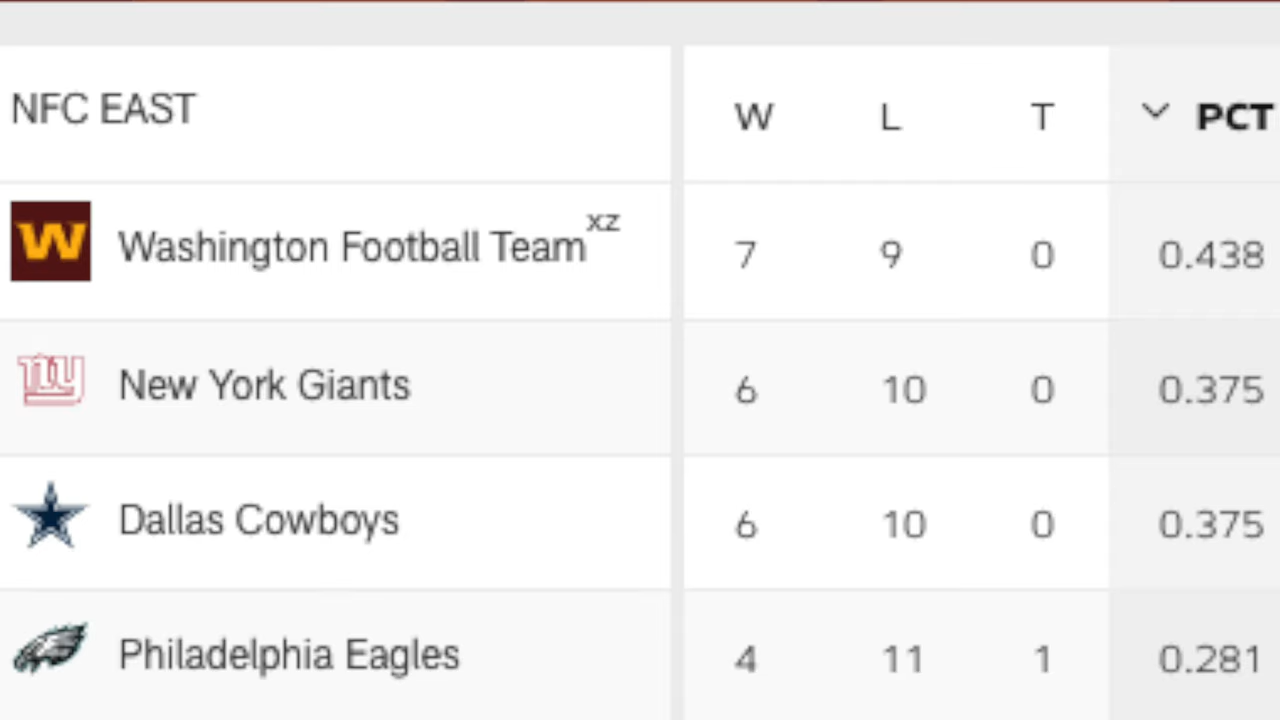 NFC EAST W L T PCT
W Washington Football Team xz 7 9 0 0.438
ny New York Giants 6 10 0 0.375
Dallas Cowboys 6 10 0 0.375
Philadelphia Eagles 4 11 1 0.281